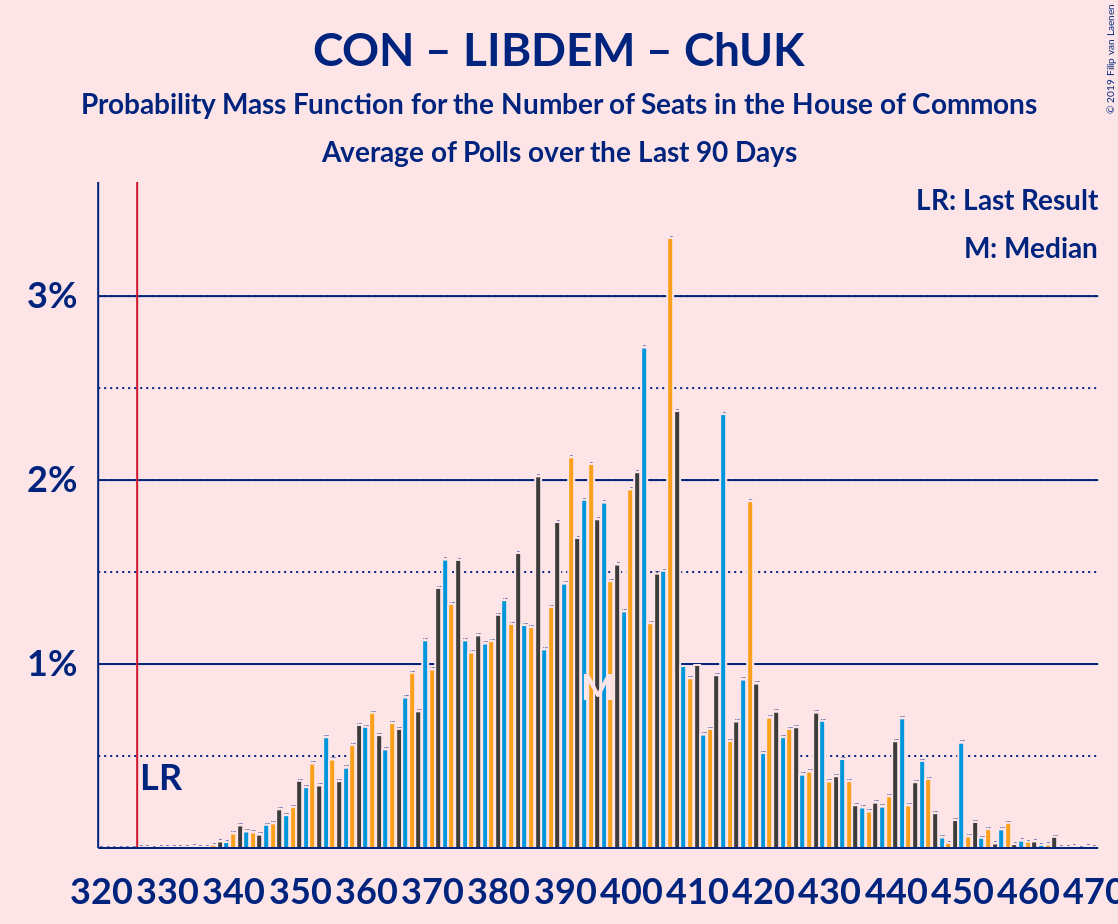 CON – LIBDEM – ChUK
Probability Mass Function for the Number of Seats in the House of Commons
Average of Polls over the Last 90 Days
© 2019 Filip van Laenen
LR: Last Result
M: Median
3%
2%
1%
M
LR
320 330 340 350 360 370 380 390 400 410 420 430 440 450 460 470